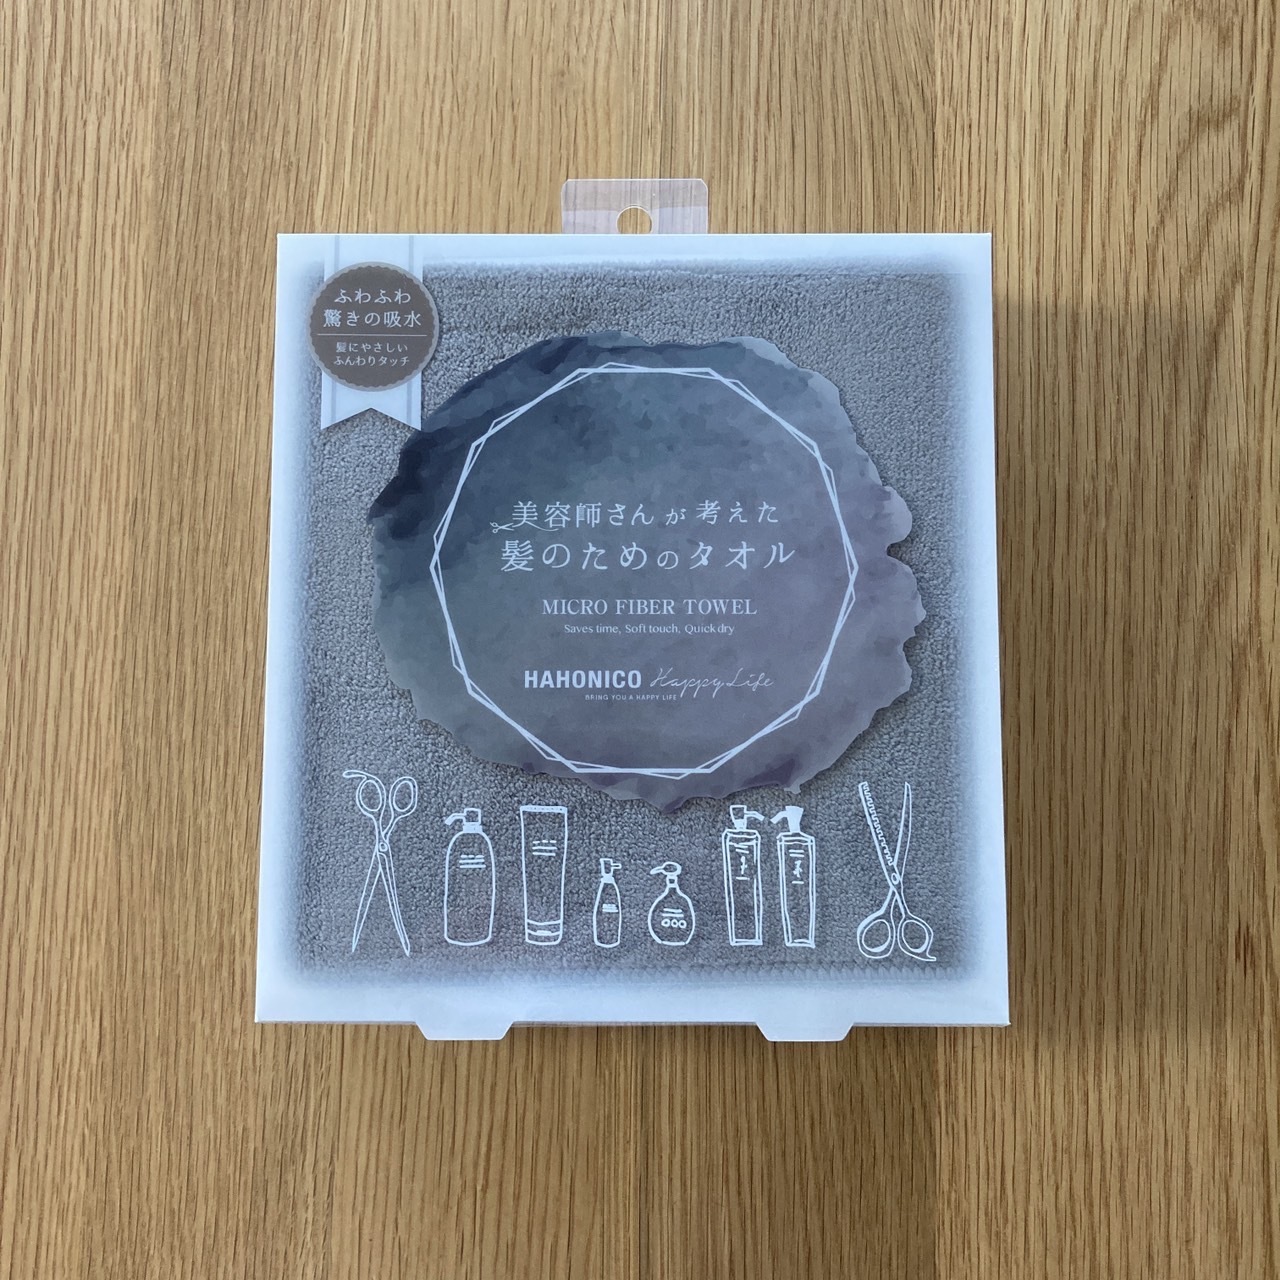 ふわふわ
驚きの吸水
髪にやさしい
ふんわりタッチ
美容師さんが考えた
髪のためのタオル
MICRO FIBER TOWEL
Saves time, Soft touch, Quick dry
HAHONICO Happy Life
BRING YOU A HAPPY LIFE